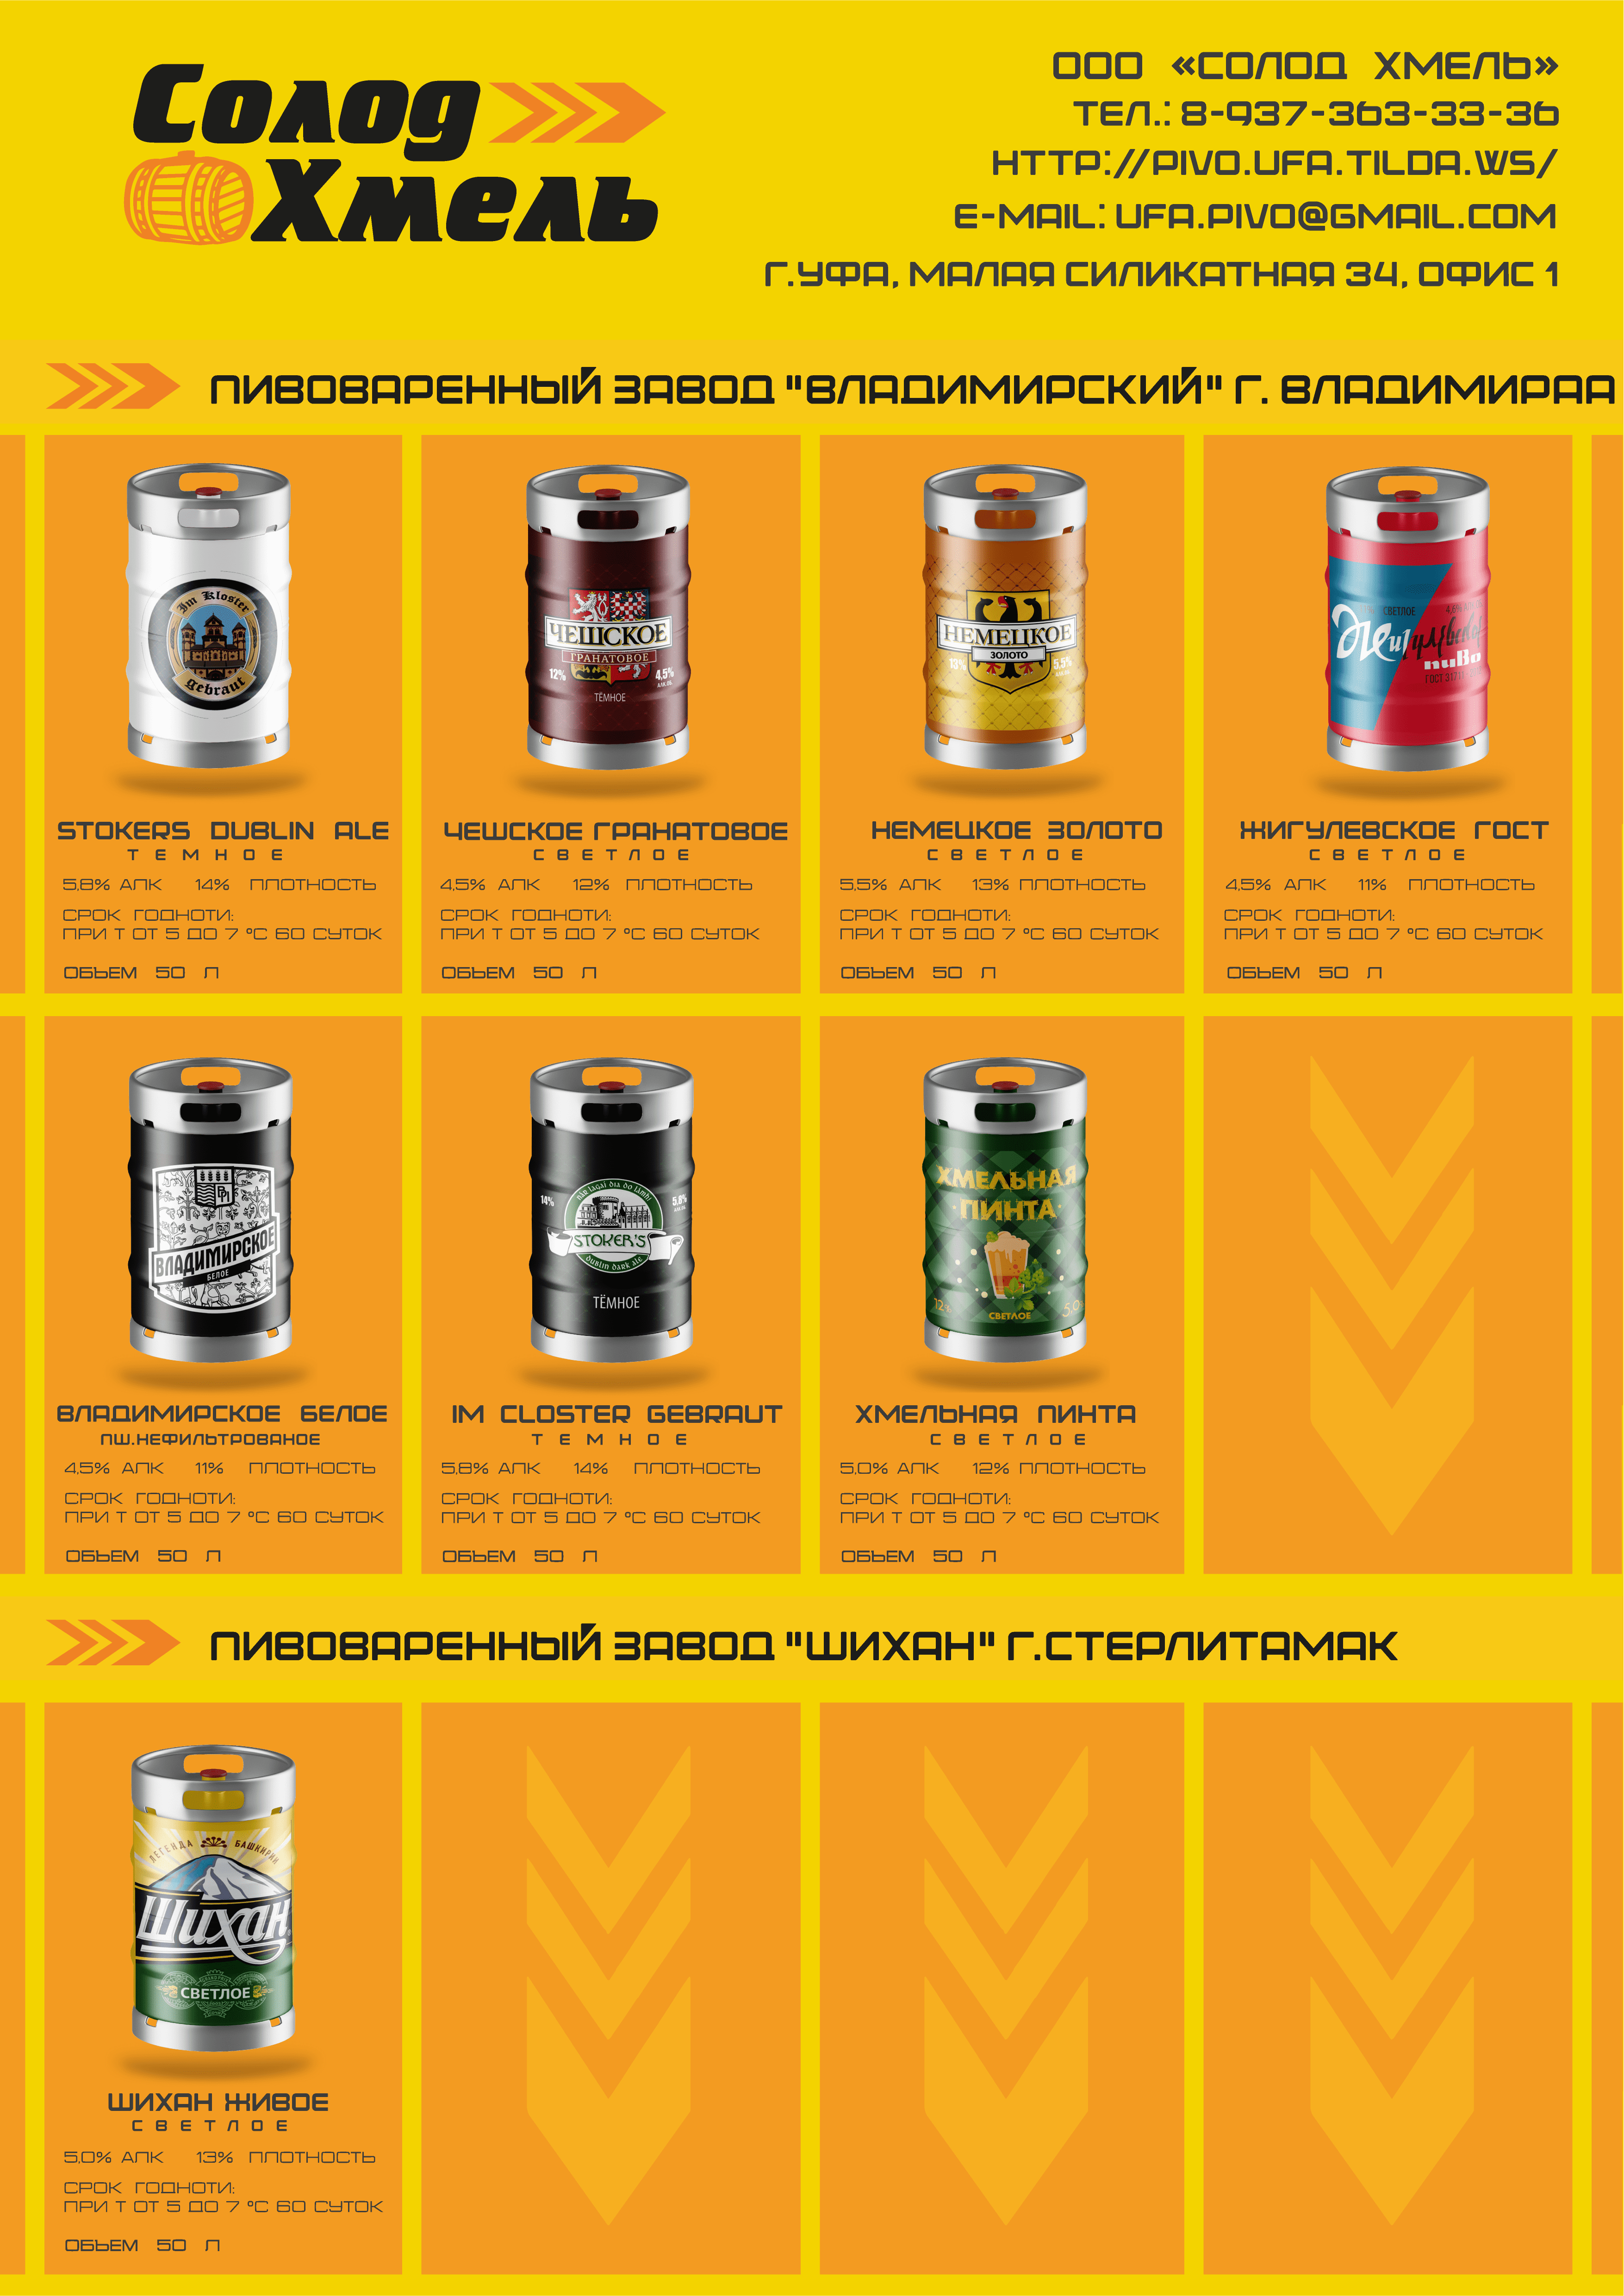 Солод
Хмель
ООО «СОЛОД ХМЕЛЬ»
ТЕЛ.: 8-937-363-33-36
HTTP://PIVO.UFA.TILDA.WS/
E-MAIL: UFA.PIVO@GMAIL.COM
Г.УФА, МАЛАЯ СИЛИКАТНАЯ 34, ОФИС 1
ПИВОВАРЕННЫЙ ЗАВОД "ВЛАДИМИРСКИЙ" Г. ВЛАДИМИРАА
Im Kloster
gebraut
STOKERS DUBLIN ALE
ТЕМНОЕ
5,8% АЛК 14% ПЛОТНОСТЬ
СРОК ГОДНОТИ:
ПРИ Т ОТ 5 ДО 7 °С 60 СУТОК
ОБЬЕМ 50 Л
ЧЕШСКОЕ
ГРАНАТОВОЕ
12% 4,5%
ТЁМНОЕ
ЧЕШСКОЕ ГРАНАТОВОЕ
СВЕТЛОЕ
4,5% АЛК 12% ПЛОТНОСТЬ
СРОК ГОДНОТИ:
ПРИ Т ОТ 5 ДО 7 °С 60 СУТОК
ОБЬЕМ 50 Л
НЕМЕЦКОЕ
ЗОЛОТО
13% 5.5%
НЕМЕЦКОЕ ЗОЛОТО
СВЕТЛОЕ
5,5% АЛК 13% ПЛОТНОСТЬ
СРОК ГОДНОТИ:
ПРИ Т ОТ 5 ДО 7 °С 60 СУТОК
ОБЬЕМ 50 Л
СВЕТЛОЕ
Жигулевское
пиво
ЖИГУЛЕВСКОЕ ГОСТ
СВЕТЛОЕ
4,5% АЛК 11% ПЛОТНОСТЬ
СРОК ГОДНОТИ:
ПРИ Т ОТ 5 ДО 7 °С 60 СУТОК
ОБЬЕМ 50 Л
ВЛАДИМИРСКОЕ
БЕЛОЕ
ВЛАДИМИРСКОЕ БЕЛОЕ
ПШ.НЕФИЛЬТРОВАНОЕ
4,5% АЛК 11% ПЛОТНОСТЬ
СРОК ГОДНОТИ:
ПРИ Т ОТ 5 ДО 7 °С 60 СУТОК
ОБЬЕМ 50 Л
14% 5.8%
STOKER'S
Dublin dark ale
ТЁМНОЕ
IM CLOSTER GEBRAUT
ТЕМНОЕ
5,8% АЛК 14% ПЛОТНОСТЬ
СРОК ГОДНОТИ:
ПРИ Т ОТ 5 ДО 7 °С 60 СУТОК
ОБЬЕМ 50 Л
ХМЕЛЬНАЯ
ПИНТА
СВЕТЛОЕ
ХМЕЛЬНАЯ ПИНТА
СВЕТЛОЕ
5,0% АЛК 12% ПЛОТНОСТЬ
СРОК ГОДНОТИ:
ПРИ Т ОТ 5 ДО 7 °С 60 СУТОК
ОБЬЕМ 50 Л
ПИВОВАРЕННЫЙ ЗАВОД "ШИХАН" Г.СТЕРЛИТАМАК
ЛЕГЕНДА БАШКИРИИ
Шихан
СВЕТЛОЕ
ШИХАН ЖИВОЕ
СВЕТЛОЕ
5,0% АЛК 13% ПЛОТНОСТЬ
СРОК ГОДНОТИ:
ПРИ Т ОТ 5 ДО 7 °С 60 СУТОК
ОБЬЕМ 50 Л